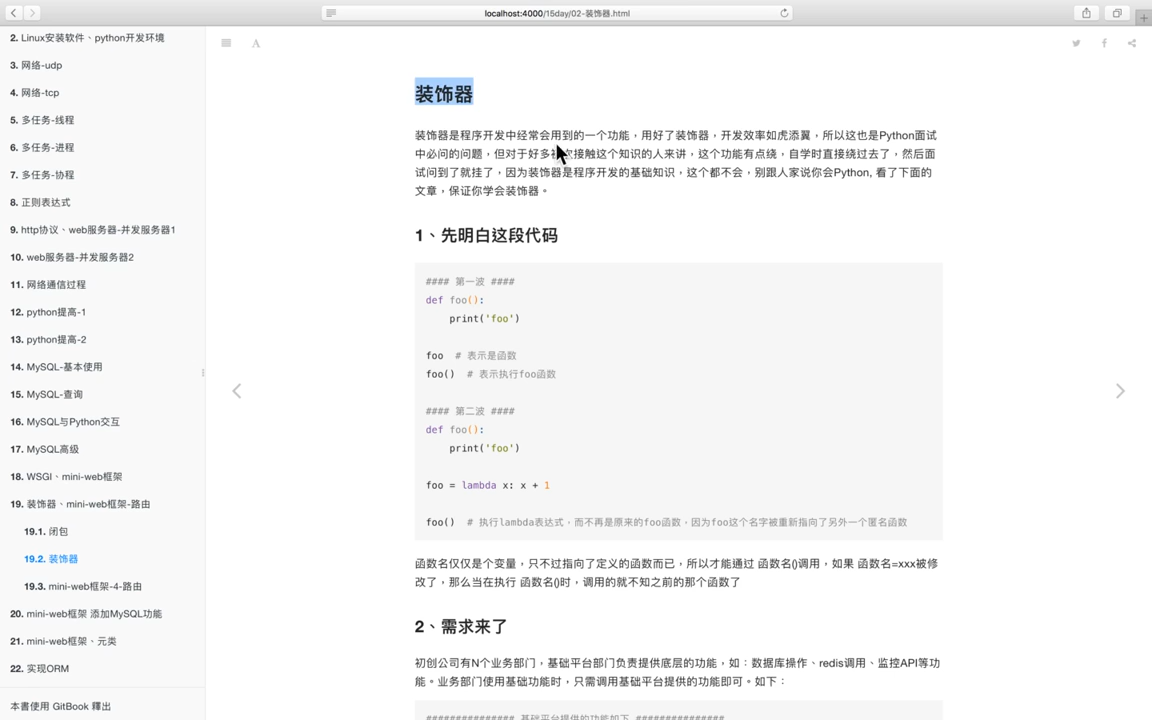 localhost:4000/15day/02-装饰器.html
2. Linux安装软件、python开发环境
3. 网络-udp
4. 网络-tcp
5. 多任务-线程
6. 多任务-进程
7. 多任务-协程
8. 正则表达式
9. http协议、web服务器-并发服务器1
10. web服务器-并发服务器2
11. 网络通信过程
12. python提高-1
13. python提高-2
14. MySQL-基本使用
15. MySQL-查询
16. MySQL与Python交互
17. MySQL高级
18. WSGI、mini-web框架
19. 装饰器、mini-web框架-路由
19.1. 闭包
19.2. 装饰器
19.3. mini-web框架-4-路由
20. mini-web框架 添加MySQL功能
21. mini-web框架、元类
22. 实现ORM
本書使用 GitBook 釋出
A
装饰器
装饰器是程序开发中经常会用到的一个功能，用好了装饰器，开发效率如虎添翼，所以这也是Python面试
中必问的问题，但对于好多 接触这个知识的人来讲，这个功能有点绕，自学时直接绕过去了，然后面
试问到了就挂了，因为装饰器是程序开发的基础知识，这个都不会，别跟人家说你会Python, 看了下面的
文章，保证你学会装饰器。
1、先明白这段代码
#### 第一波 ####
def foo():
print('foo')
foo # 表示是函数
foo() # 表示执行foo函数
#### 第二波 ####
def foo():
print('foo')
foo = lambda x: x + 1
foo() # 执行lambda表达式，而不再是原来的foo函数，因为foo这个名字被重新指向了另外一个匿名函数
函数名仅仅是个变量，只不过指向了定义的函数而已，所以才能通过 函数名()调用，如果 函数名=xxx被修
改了，那么当在执行 函数名()时，调用的就不知之前的那个函数了
2、需求来了
初创公司有N个业务部门，基础平台部门负责提供底层的功能，如：数据库操作、redis调用、监控API等功
能。业务部门使用基础功能时，只需调用基础平台提供的功能即可。如下：
############### 基础平台提供的功能如下 ###############